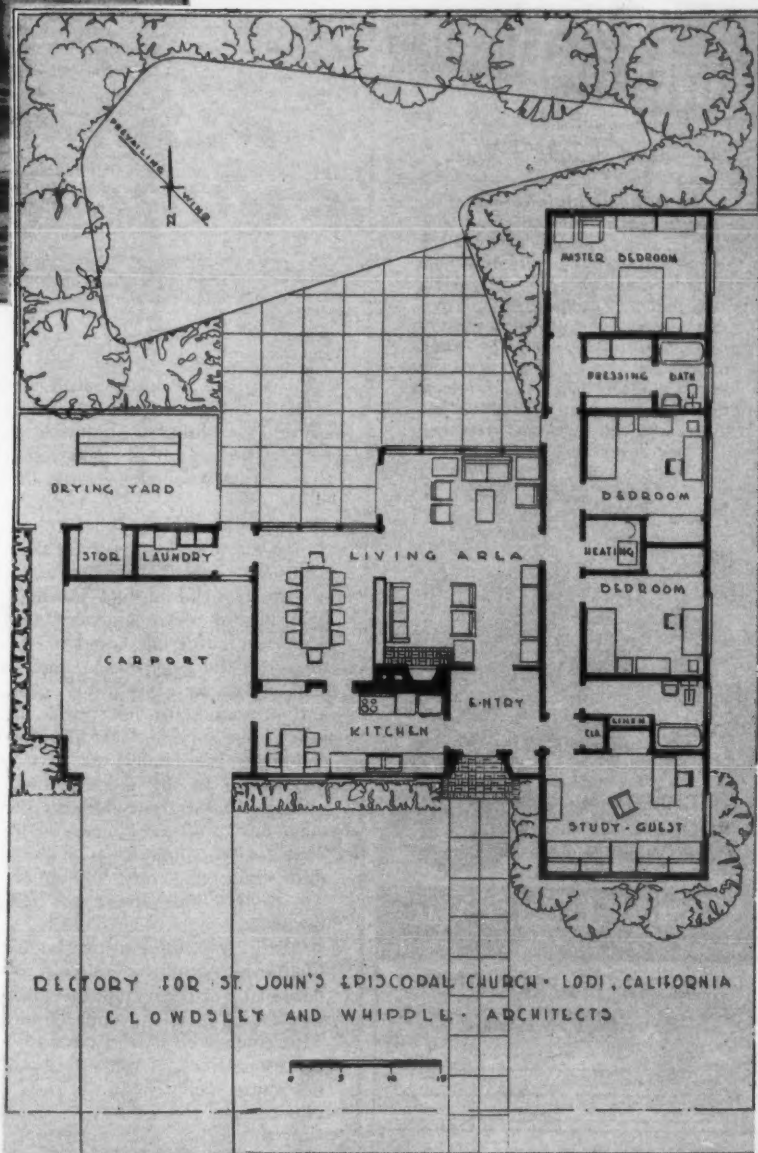 PREVAILING WIND
N
MASTER BEDROOM
DRESSING BATH
BEDROOM
DRYING YARD
STOR. LAUNDRY
LIVING AREA
HEATING
BEDROOM
CARPORT
ENTRY
KITCHEN
LINEN
CLO.
STUDY - GUEST
RECTORY FOR ST. JOHN'S EPISCOPAL CHURCH - LODI, CALIFORNIA
CLOWDSLEY AND WHIPPLE - ARCHITECTS
0 5 10 15